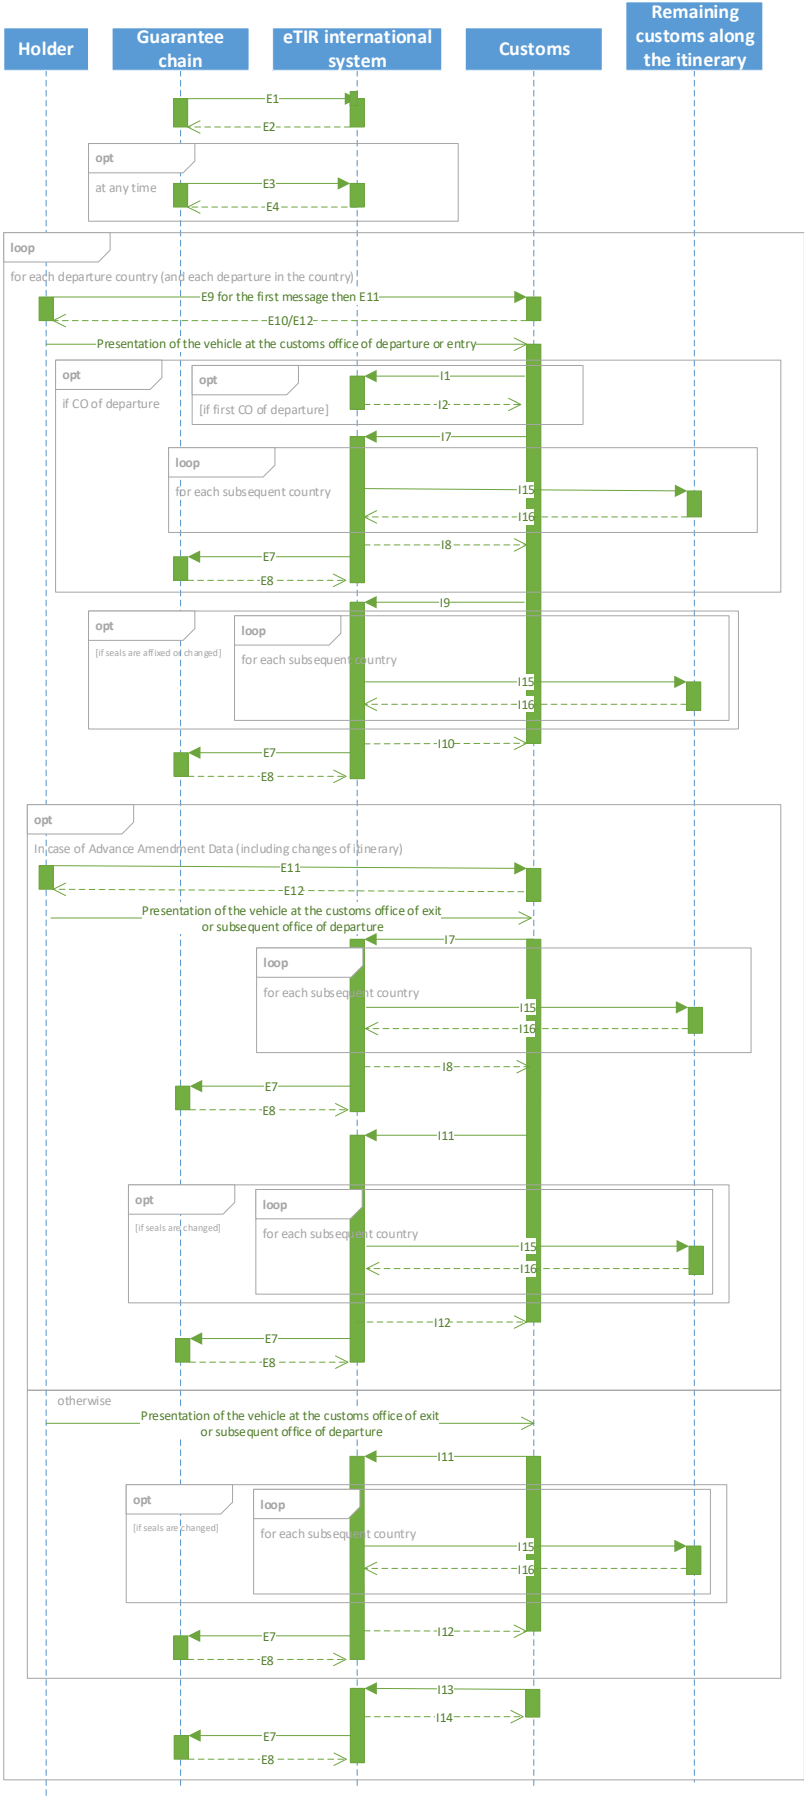 Holder
Guarantee
chain
eTIR international
system
Customs
Remaining
customs along
the itinerary
E1
E2
opt
at any time
E3
E4
loop
for each departure country (and each departure in the country)
E9 for the first message then E11
E10/E12
Presentation of the vehicle at the customs office of departure or entry
opt
if CO of departure
opt
[if first CO of departure]
I1
I2
I7
loop
for each subsequent country
I15
I16
I8
E7
E8
I9
opt
[if seals are affixed or changed]
loop
for each subsequent country
I15
I16
I10
E7
E8
opt
In case of Advance Amendment Data (including changes of itinerary)
E11
E12
Presentation of the vehicle at the customs office of exit
or subsequent office of departure
I7
loop
for each subsequent country
I15
I16
I8
E7
E8
I11
opt
[if seals are changed]
loop
for each subsequent country
I15
I16
I12
E7
E8
otherwise
Presentation of the vehicle at the customs office of exit
or subsequent office of departure
I11
opt
[if seals are changed]
loop
for each subsequent country
I15
I16
I12
E7
E8
I13
I14
E7
E8